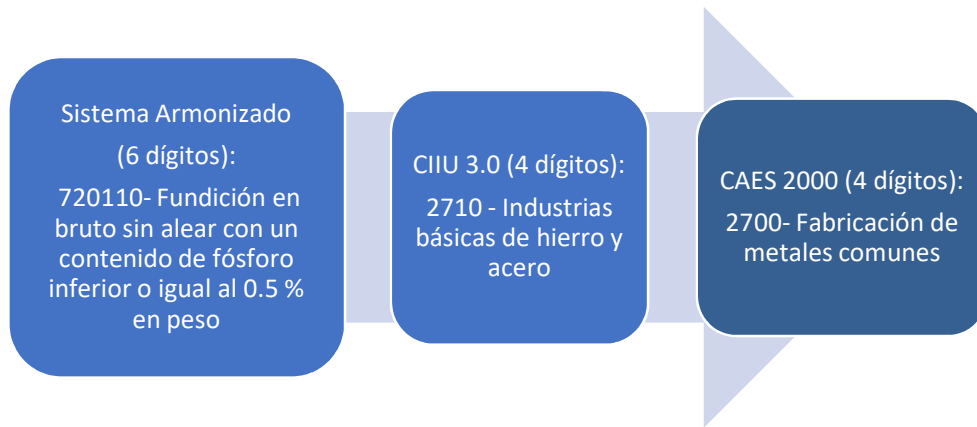 Sistema Armonizado
(6 dígitos):
720110- Fundición en
bruto sin alear con un
contenido de fósforo
inferior o igual al 0.5 %
en peso
CIIU 3.0 (4 dígitos):
2710 - Industrias
básicas de hierro y
acero
CAES 2000 (4 dígitos):
2700- Fabricación de
metales comunes